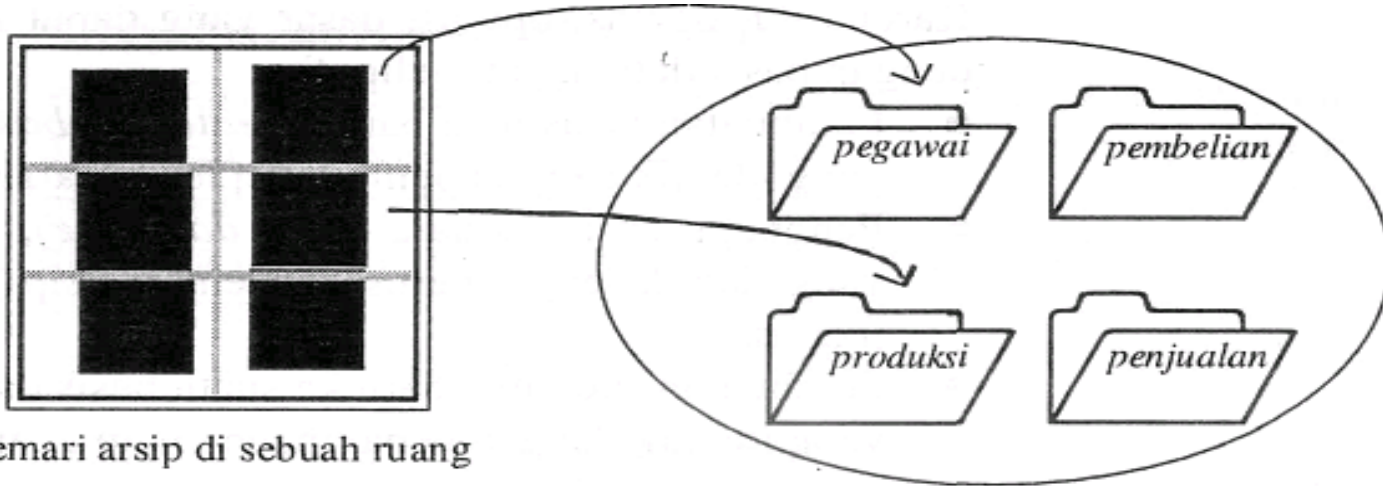 pegawai
pembelian
produksi
penjualan
emari arsip di sebuah ruang